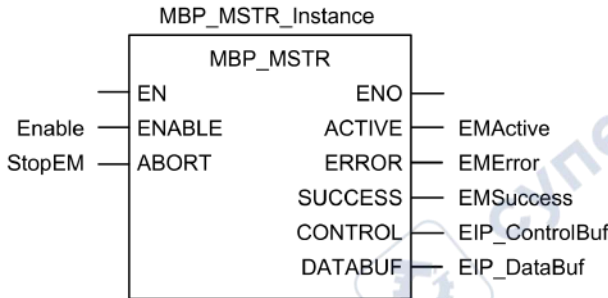 MBP_MSTR_Instance
MBP_MSTR
EN ENO
Enable ENABLE ACTIVE EMActive
StopEM ABORT ERROR EMError
SUCCESS EMSuccess
CONTROL EIP_ControlBuf
DATABUF EIP_DataBuf